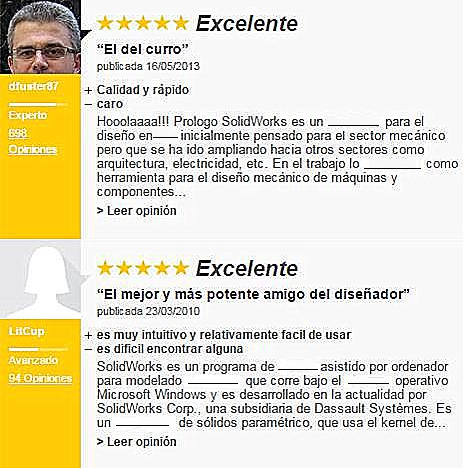 Excelente
“El del curro”
publicada 16/05/2013
dfuster87
+ Calidad y rápido
Experto
– caro
698
Opiniones
Hooolaaaa!!! Prologo SolidWorks es un ________ para el
diseño en____ inicialmente pensado para el sector mecánico
pero que se ha ido ampliando hacia otros sectores como
arquitectura, electricidad, etc. En el trabajo lo ________ como
herramienta para el diseño mecánico de máquinas y
componentes...
> Leer opinión
Excelente
“El mejor y más potente amigo del diseñador”
publicada 23/03/2010
LitCup
+ es muy intuitivo y relativamente facil de usar
– es dificil encontrar alguna
Avanzado
94 Opiniones
SolidWorks es un programa de ______ asistido por ordenador
para modelado ________ que corre bajo el ______ operativo
Microsoft Windows y es desarrollado en la actualidad por
SolidWorks Corp., una subsidiaria de Dassault Systèmes. Es
un ________ de sólidos paramétrico, que usa el kernel de...
> Leer opinión